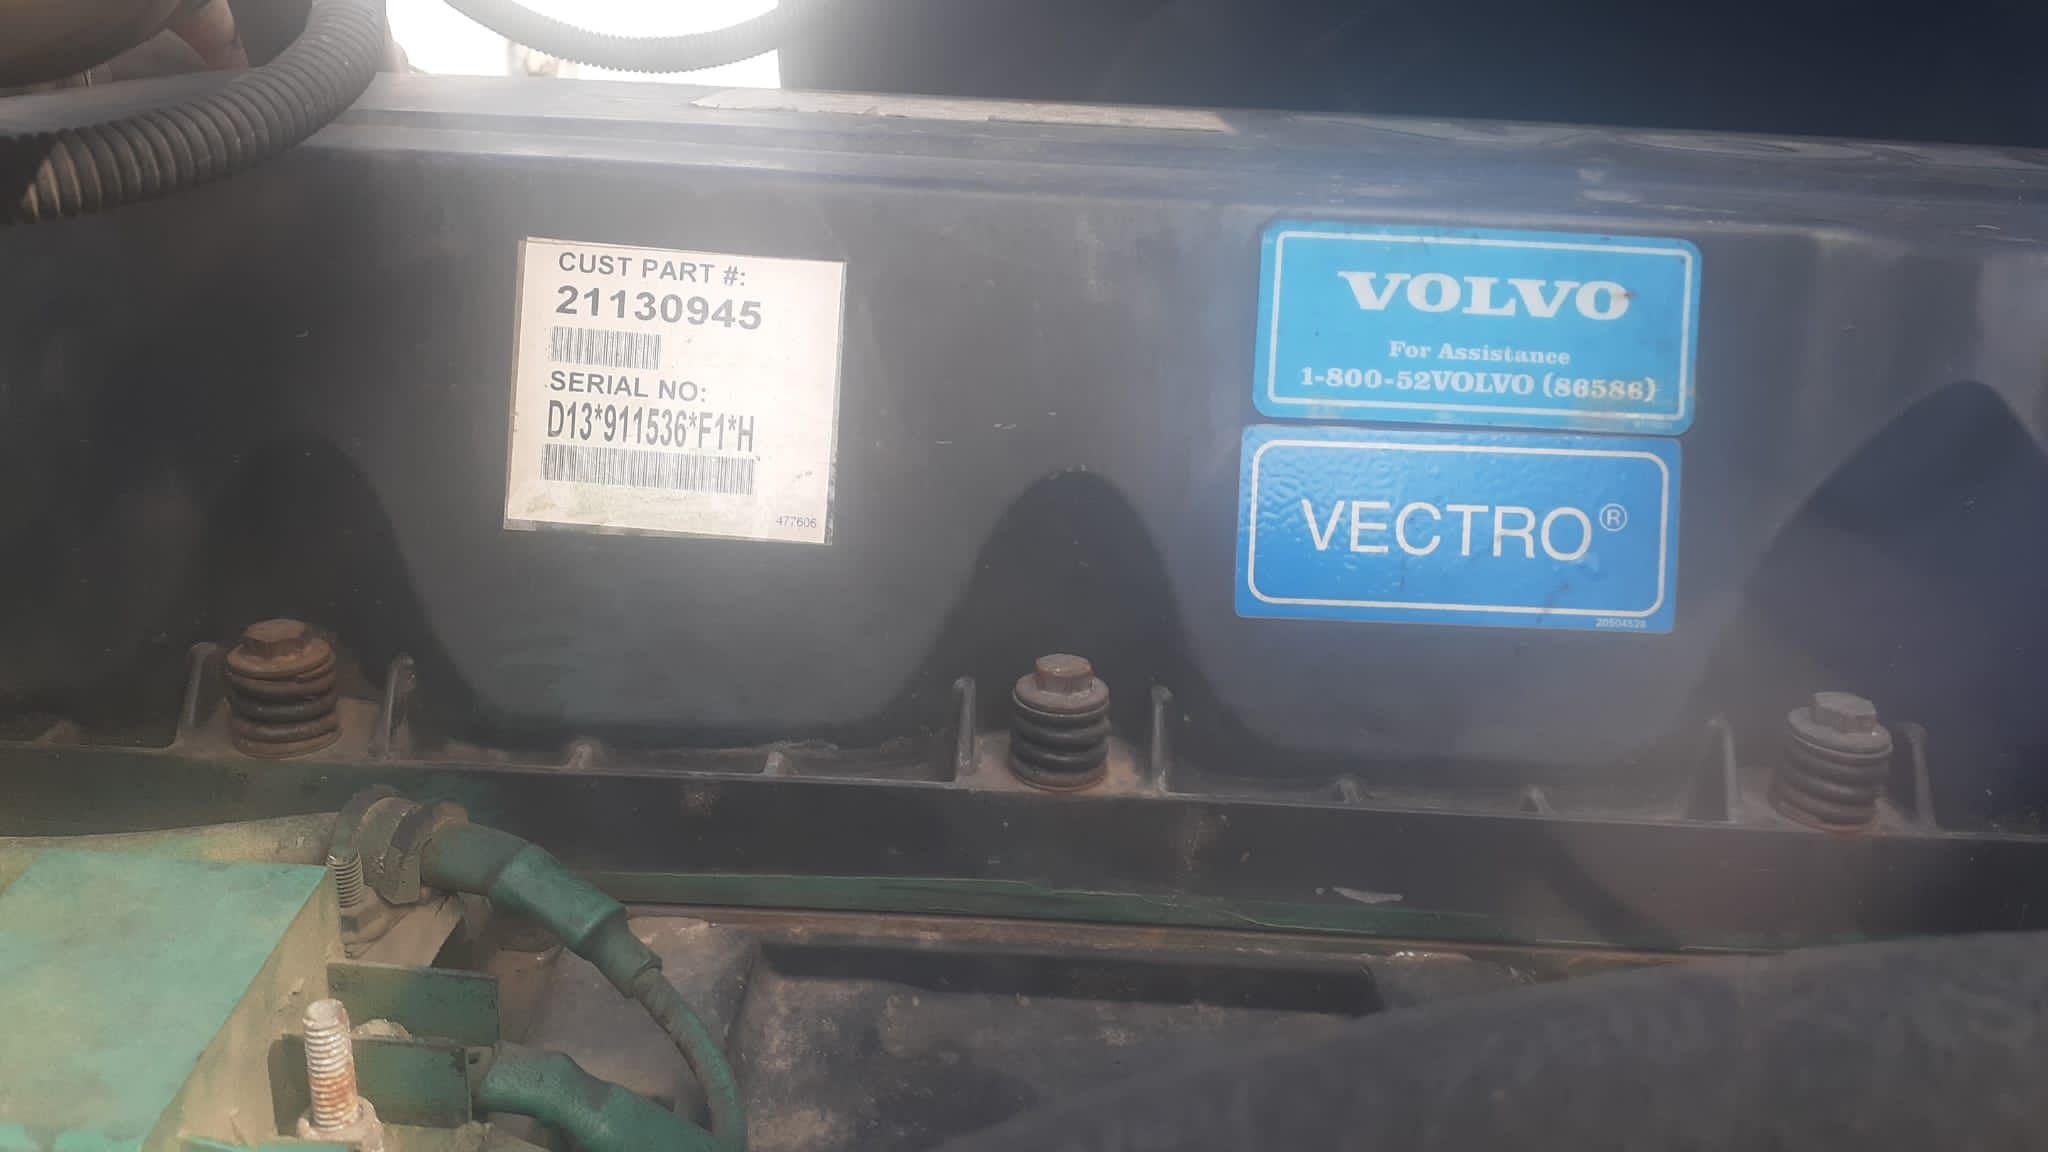 CUST PART #:
21130945
SERIAL NO:
D13*911536*F1*H
477606
VOLVO
For Assistance
1-800-52VOLVO (86586)
VECTRO®
20504528